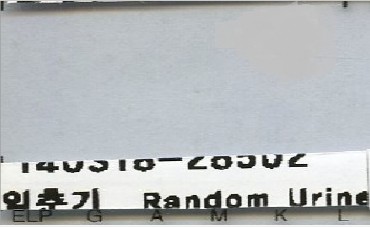 140318-28502
Random Urine
ELP G A M K L